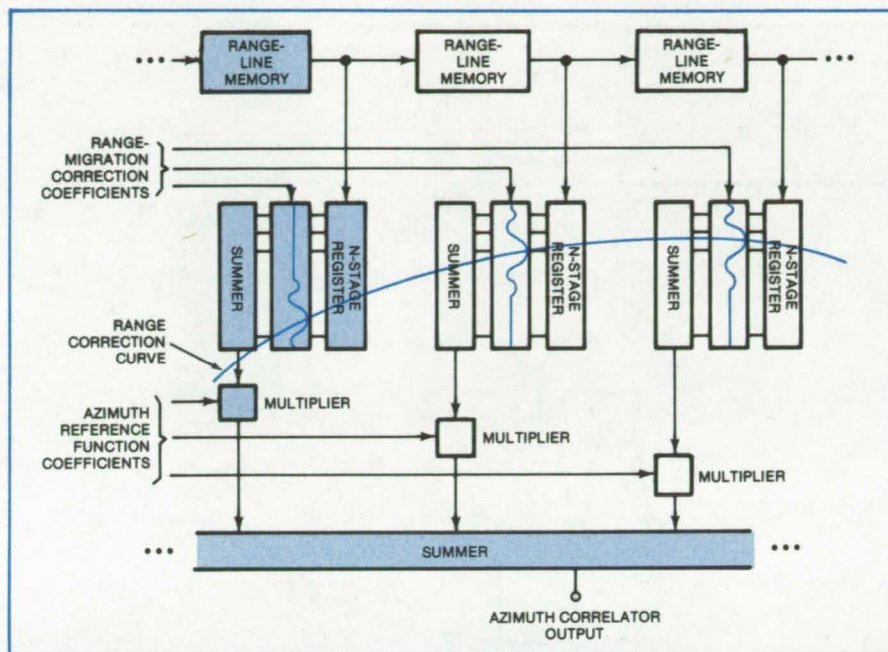 RANGE-
LINE
MEMORY
RANGE-
LINE
MEMORY
RANGE-
LINE
MEMORY
RANGE-
MIGRATION
CORRECTION
COEFFICIENTS
SUMMER
N-STAGE
REGISTER
SUMMER
N-STAGE
REGISTER
SUMMER
N-STAGE
REGISTER
RANGE
CORRECTION
CURVE
MULTIPLIER
AZIMUTH
REFERENCE
FUNCTION
COEFFICIENTS
MULTIPLIER
MULTIPLIER
SUMMER
AZIMUTH CORRELATOR
OUTPUT